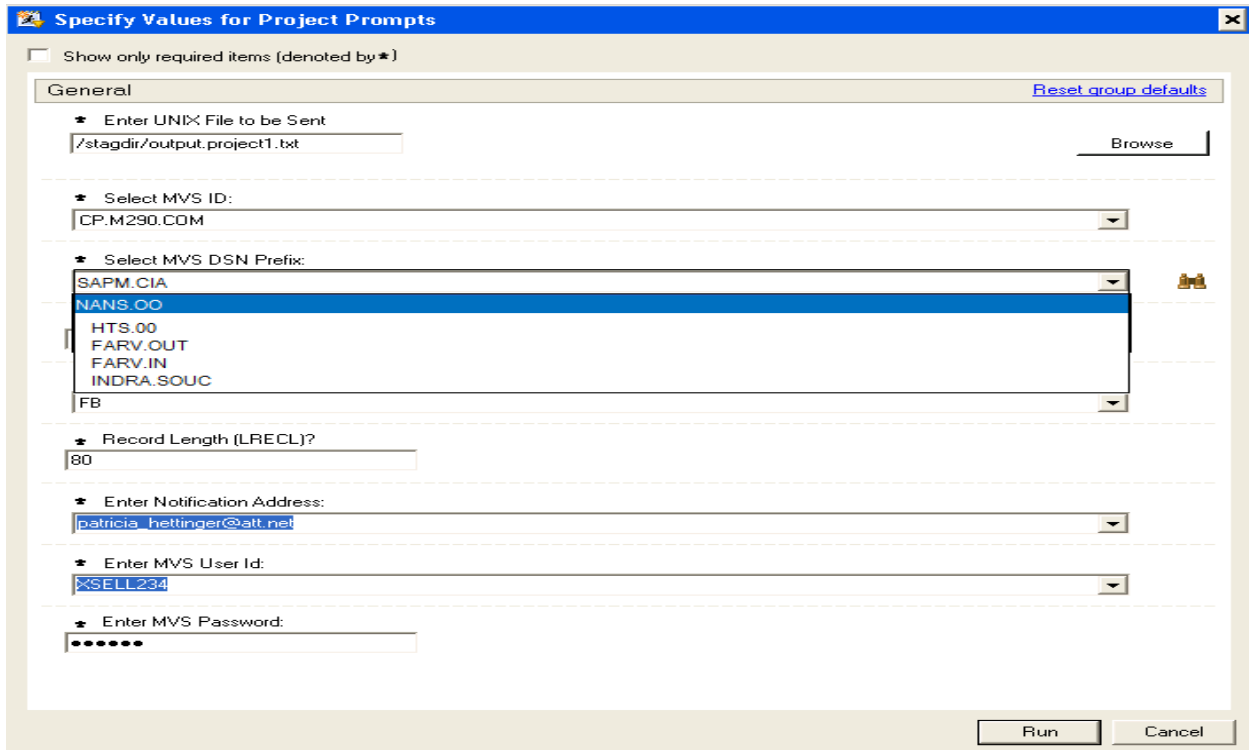 Specify Values for Project Prompts
Show only required items (denoted by*)
General Reset group defaults
* Enter UNIX File to be Sent
/stagdir/output.project1.txt Browse
* Select MVS ID:
CP.M290.COM
* Select MVS DSN Prefix:
SAPM.CIA
NANS.OO
HTS.00
FARV.OUT
FARV.IN
INDRA.SOUC
FB
* Record Length (LRECL)?
80
* Enter Notification Address:
patricia_hettinger@att.net
* Enter MVS User Id:
XSELL234
* Enter MVS Password:
••••••
Run Cancel